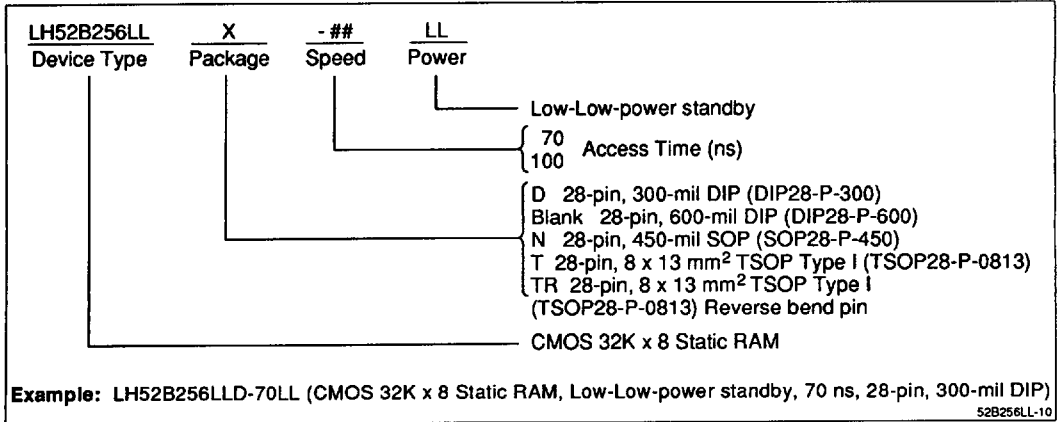 LH52B256LL X - ## LL
Device Type Package Speed Power
Low-Low-power standby
70
100 Access Time (ns)
D 28-pin, 300-mil DIP (DIP28-P-300)
Blank 28-pin, 600-mil DIP (DIP28-P-600)
N 28-pin, 450-mil SOP (SOP28-P-450)
T 28-pin, 8 x 13 mm² TSOP Type I (TSOP28-P-0813)
TR 28-pin, 8 x 13 mm² TSOP Type I
(TSOP28-P-0813) Reverse bend pin
CMOS 32K x 8 Static RAM
Example: LH52B256LLD-70LL (CMOS 32K x 8 Static RAM, Low-Low-power standby, 70 ns, 28-pin, 300-mil DIP)
52B256LL-10